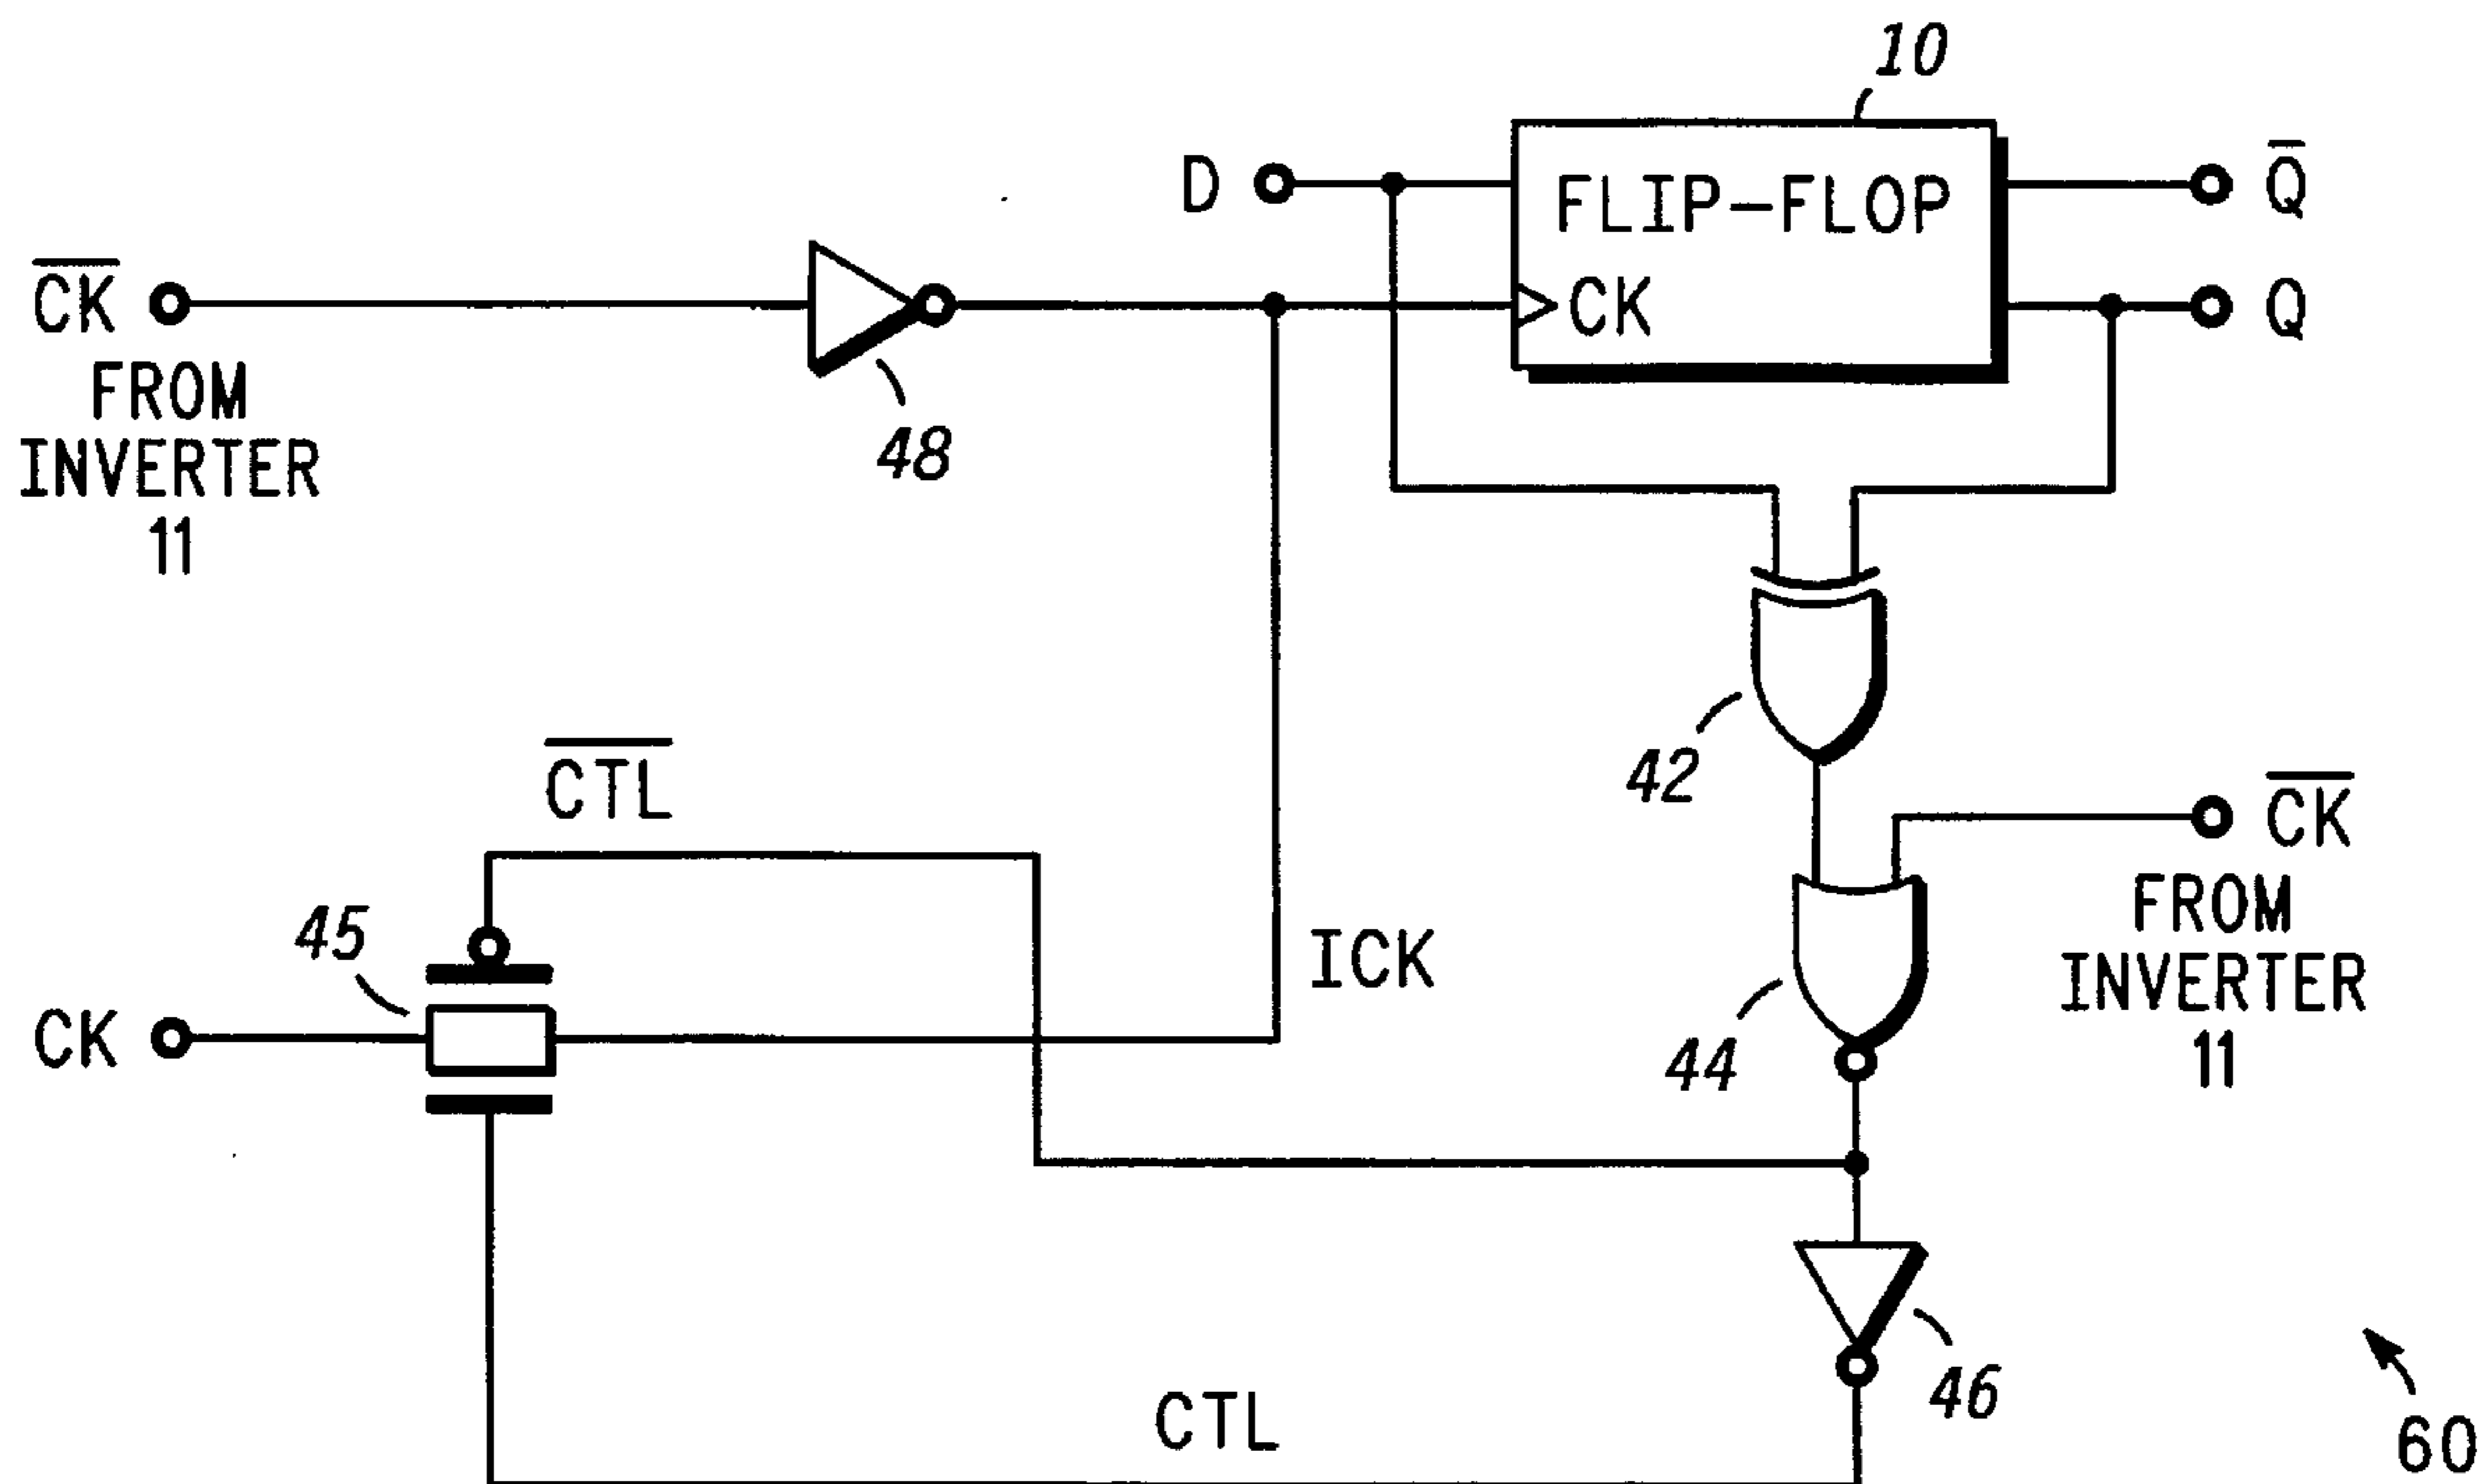 10
D
FLIP-FLOP
Q̅
C̅K̅
CK
Q
FROM
INVERTER
11
48
42
C̅T̅L̅
C̅K̅
FROM
INVERTER
11
45
ICK
CK
44
46
CTL
60